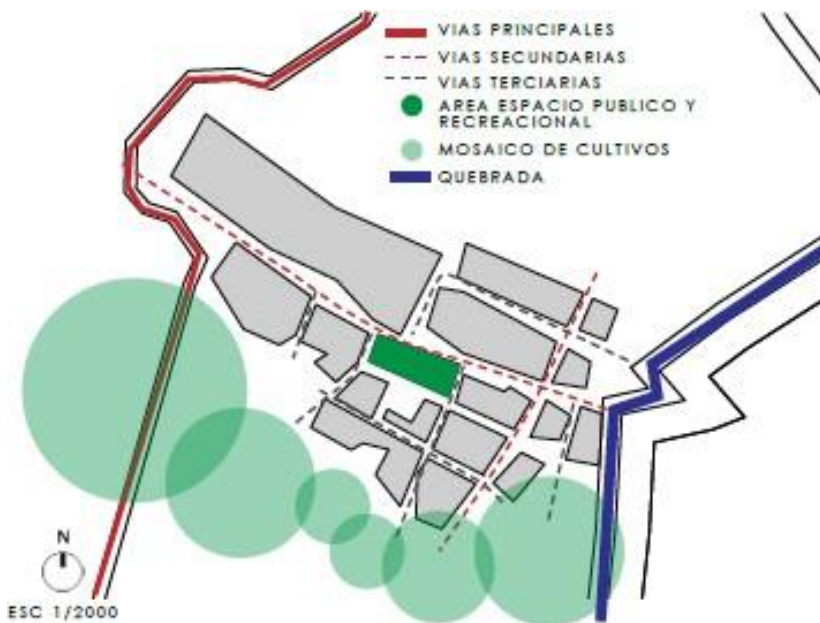 VIAS PRINCIPALES
VIAS SECUNDARIAS
VIAS TERCIARIAS
AREA ESPACIO PUBLICO Y
RECREACIONAL
MOSAICO DE CULTIVOS
QUEBRADA
N
ESC 1/2000